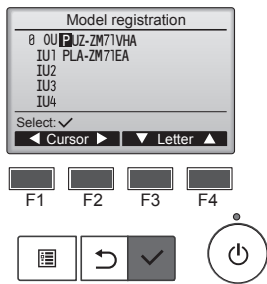 Model registration
0 OU PUZ-ZM71VHA
IU1 PLA-ZM71EA
IU2
IU3
IU4
Select: ✓
◀ Cursor ▶ ▼ Letter ▲
F1 F2 F3 F4